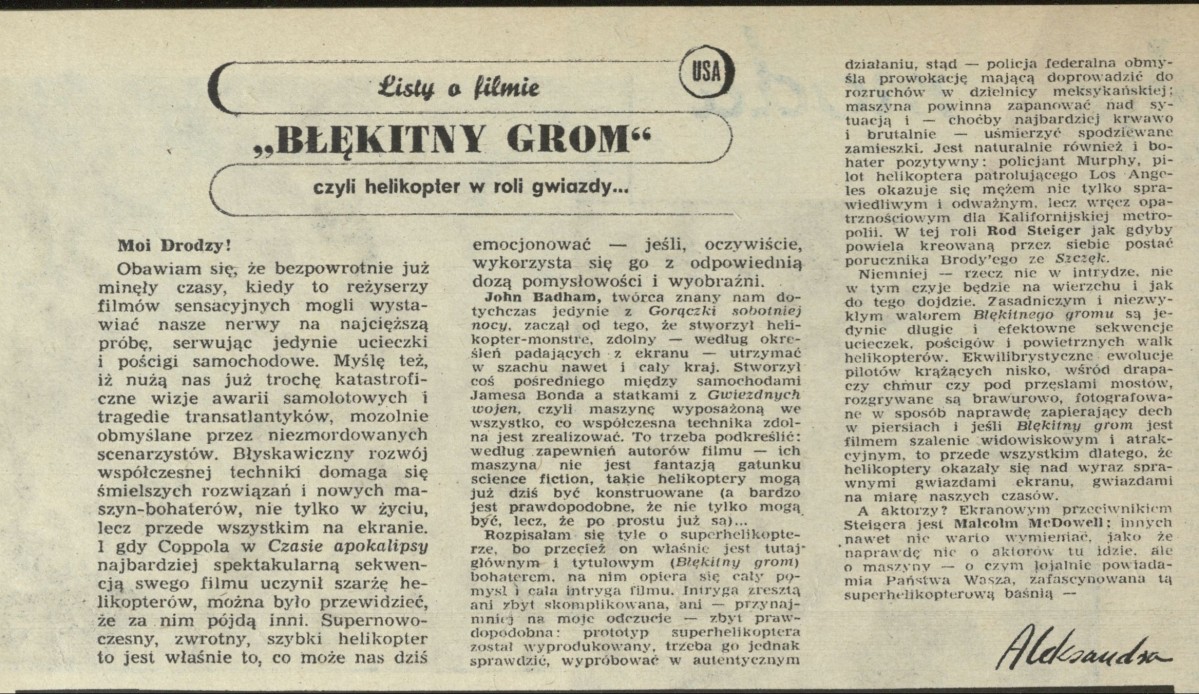 Listy o filmie
USA
„BŁĘKITNY GROM“
czyli helikopter w roli gwiazdy...
Moi Drodzy!
Obawiam się, że bezpowrotnie już
minęły czasy, kiedy to reżyserzy
filmów sensacyjnych mogli wysta-
wiać nasze nerwy na najcięższą
próbę, serwując jedynie ucieczki
i pościgi samochodowe. Myślę też,
iż nużą nas już trochę katastrofi-
czne wizje awarii samolotowych i
tragedie transatlantyków, mozolnie
obmyślane przez niezmordowanych
scenarzystów. Błyskawiczny rozwój
współczesnej techniki domaga się
śmielszych rozwiązań i nowych ma-
szyn-bohaterów, nie tylko w życiu,
lecz przede wszystkim na ekranie.
I gdy Coppola w Czasie apokalipsy
najbardziej spektakularną sekwen-
cją swego filmu uczynił szarżę he-
likopterów, można było przewidzieć,
że za nim pójdą inni. Supernowo-
czesny, zwrotny, szybki helikopter
to jest właśnie to, co może nas dziś
emocjonować — jeśli, oczywiście,
wykorzysta się go z odpowiednią
dozą pomysłowości i wyobraźni.
John Badham, twórca znany nam do-
tychczas jedynie z Gorączki sobotniej
nocy, zaczął od tego, że stworzył heli-
kopter-monstre, zdolny — według okre-
śleń padających z ekranu — utrzymać
w szachu nawet i cały kraj. Stworzył
coś pośredniego między samochodami
Jamesa Bonda a statkami z Gwiezdnych
wojen, czyli maszynę wyposażoną we
wszystko, co współczesna technika zdol-
na jest zrealizować. To trzeba podkreślić:
według zapewnień autorów filmu — ich
maszyna nie jest fantazją gatunku
science fiction, takie helikoptery mogą
już dziś być konstruowane (a bardzo
jest prawdopodobne, że nie tylko mogą
być, lecz, że po prostu już są)...
Rozpisałam się tyle o superhelikopte-
rze, bo przecież on właśnie jest tutaj
głównym i tytułowym (Błękitny grom)
bohaterem, na nim opiera się cały po-
mysł i cała intryga filmu. Intryga zresztą
ani zbyt skomplikowana, ani — przynaj-
mniej na moje odczucie — zbyt praw-
dopodobna: prototyp superhelikoptera
został wyprodukowany, trzeba go jednak
sprawdzić, wypróbować w autentycznym
działaniu, stąd — policja federalna obmy-
śla prowokację mającą doprowadzić do
rozruchów w dzielnicy meksykańskiej;
maszyna powinna zapanować nad sy-
tuacją i — choćby najbardziej krwawo
i brutalnie — uśmierzyć spodziewane
zamieszki. Jest naturalnie również i bo-
hater pozytywny: policjant Murphy, pi-
lot helikoptera patrolującego Los Ange-
les okazuje się mężem nie tylko spra-
wiedliwym i odważnym, lecz wręcz opa-
trznościowym dla Kalifornijskiej metro-
polii. W tej roli Rod Steiger jak gdyby
powiela kreowaną przez siebie postać
porucznika Brody'ego ze Szczęk.
Niemniej — rzecz nie w intrydze, nie
w tym czyje będzie na wierzchu i jak
do tego dojdzie. Zasadniczym i niezwy-
kłym walorem Błękitnego gromu są je-
dynie długie i efektowne sekwencje
ucieczek, pościgów i powietrznych walk
helikopterów. Ekwilibrystyczne ewolucje
pilotów krążących nisko, wśród drapa-
czy chmur czy pod przęsłami mostów,
rozgrywane są brawurowo, fotografowa-
ne w sposób naprawdę zapierający dech
w piersiach i jeśli Błękitny grom jest
filmem szalenie widowiskowym i atrak-
cyjnym, to przede wszystkim dlatego, że
helikoptery okazały się nad wyraz spra-
wnymi gwiazdami ekranu, gwiazdami
na miarę naszych czasów.
A aktorzy? Ekranowym przeciwnikiem
Steigera jest Malcolm McDowell; innych
nawet nie warto wymieniać, jako że
naprawdę nie o aktorów tu idzie, ale
o maszyny — o czym lojalnie powiada-
mia Państwa Wasza, zafascynowana tą
superhelikopterową baśnią —
Aleksandra